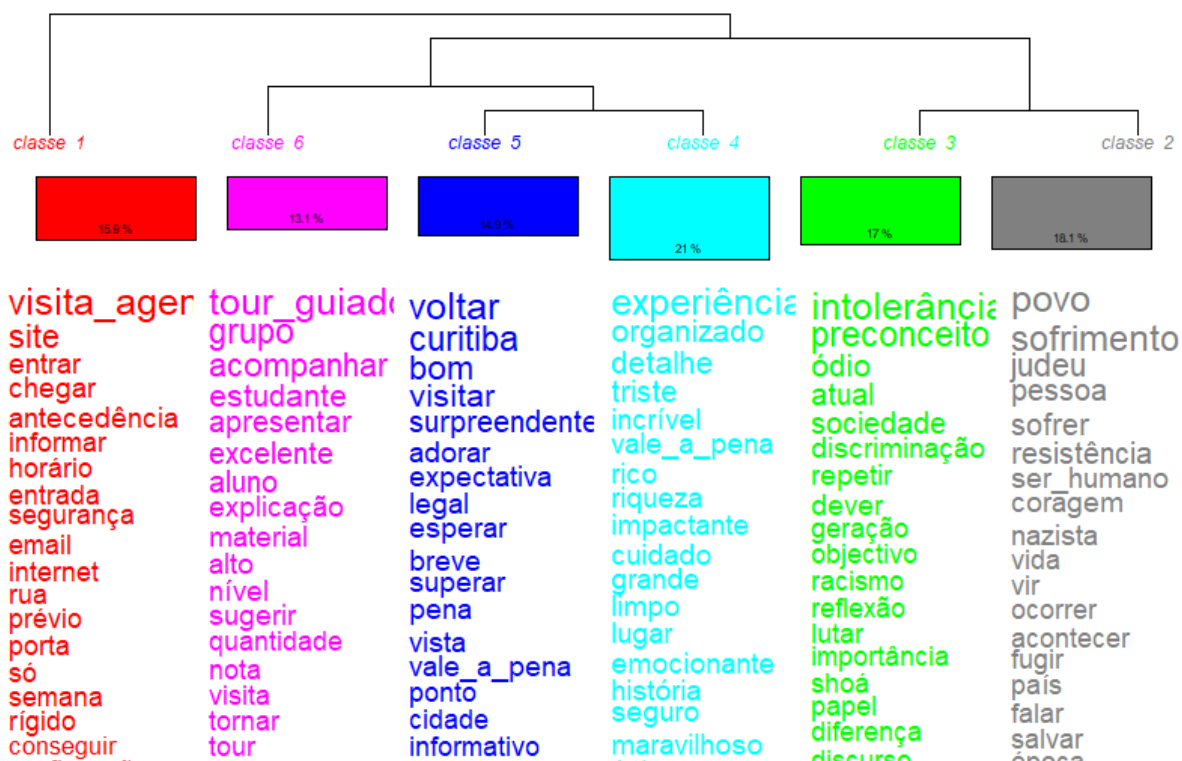 classe 1
classe 6
classe 5
classe 4
classe 3
classe 2
15.9 %
13.1 %
14.9 %
21 %
17 %
18.1 %
visita_agen
site
entrar
chegar
antecedência
informar
horário
entrada
segurança
email
internet
rua
prévio
porta
só
semana
rígido
conseguir
tour_guiado
grupo
acompanhar
estudante
apresentar
excelente
aluno
explicação
material
alto
nível
sugerir
quantidade
nota
visita
tornar
tour
voltar
curitiba
bom
visitar
surpreendente
adorar
expectativa
legal
esperar
breve
superar
pena
vista
vale_a_pena
ponto
cidade
informativo
experiência
organizado
detalhe
triste
incrível
vale_a_pena
rico
riqueza
impactante
cuidado
grande
limpo
lugar
emocionante
história
seguro
maravilhoso
intolerância
preconceito
ódio
atual
sociedade
discriminação
repetir
dever
geração
objectivo
racismo
reflexão
lutar
importância
shoá
papel
diferença
discurso
povo
sofrimento
judeu
pessoa
sofrer
resistência
ser_humano
coragem
nazista
vida
vir
ocorrer
acontecer
fugir
país
falar
salvar
época